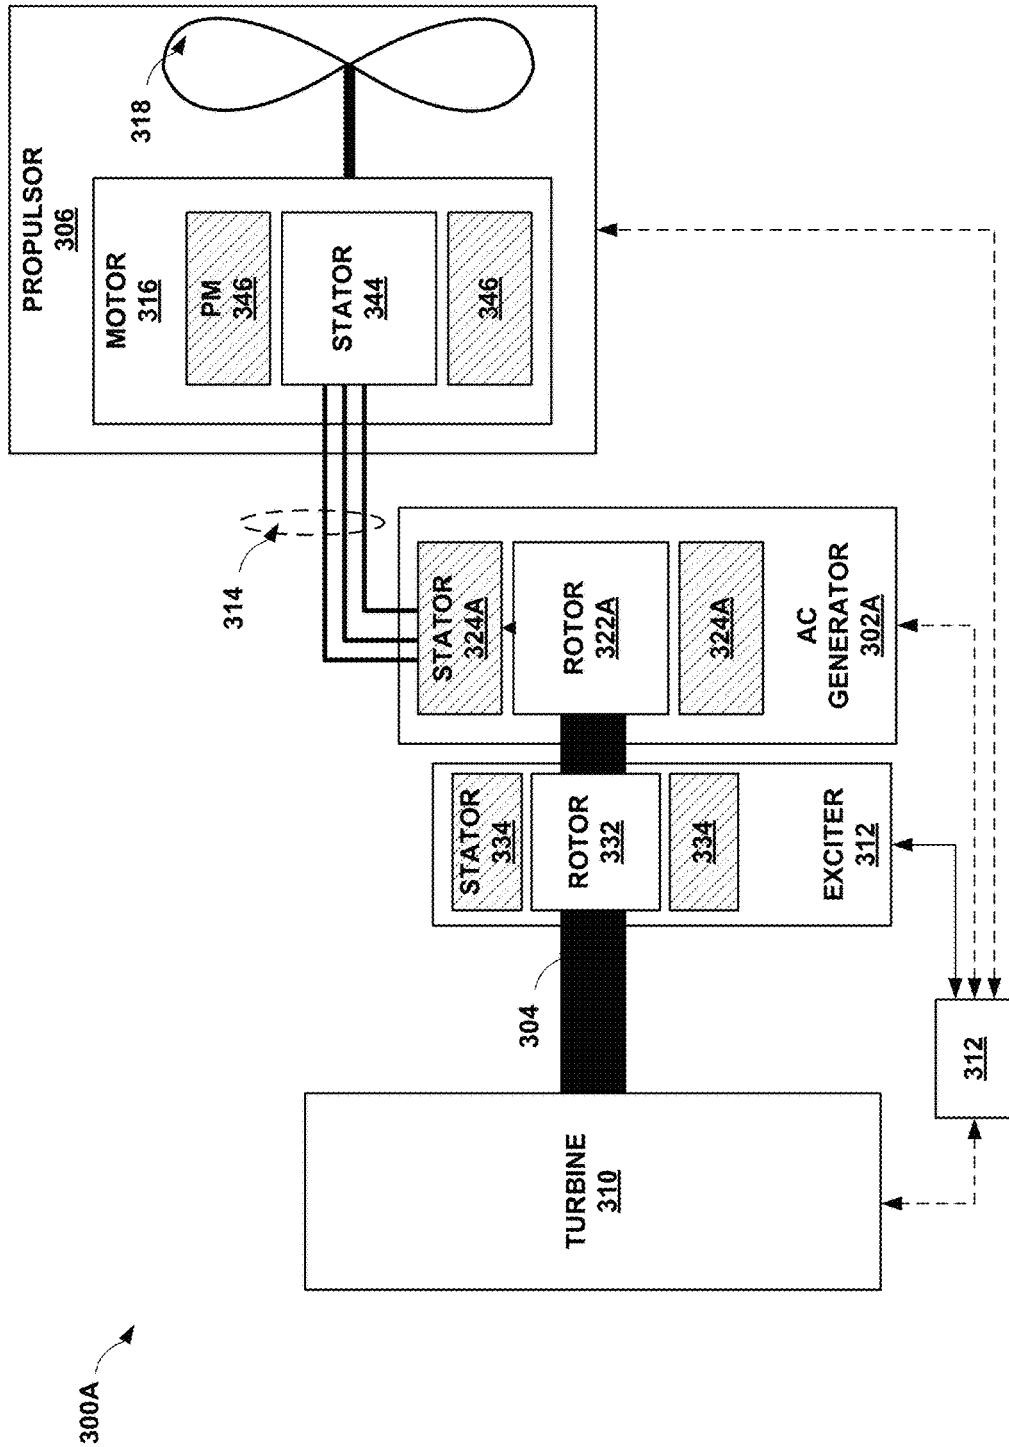 300A
TURBINE
310
304
312
STATOR
334
ROTOR
332
334
EXCITER
312
STATOR
324A
ROTOR
322A
324A
AC
GENERATOR
302A
314
PROPULSOR
306
MOTOR
316
PM
346
STATOR
344
346
318